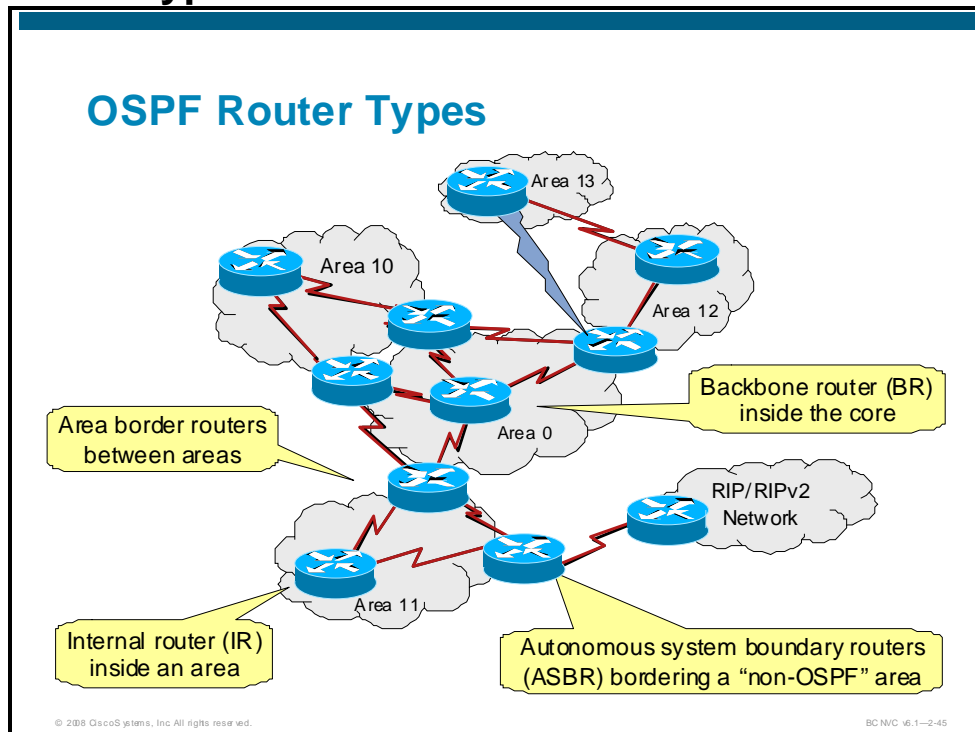 OSPF Router Types
Area 13
Area 10
Area 12
Backbone router (BR)
inside the core
Area border routers
between areas
Area 0
RIP/RIPv2
Network
Area 11
Internal router (IR)
inside an area
Autonomous system boundary routers
(ASBR) bordering a “non-OSPF” area
© 2008 Cisco Systems, Inc. All rights reserved.
BCNVC v6.1—2-45